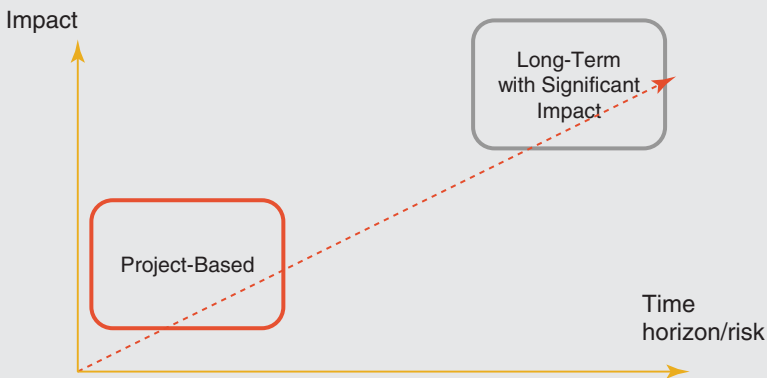 Impact
Long-Term
with Significant
Impact
Project-Based
Time
horizon/risk